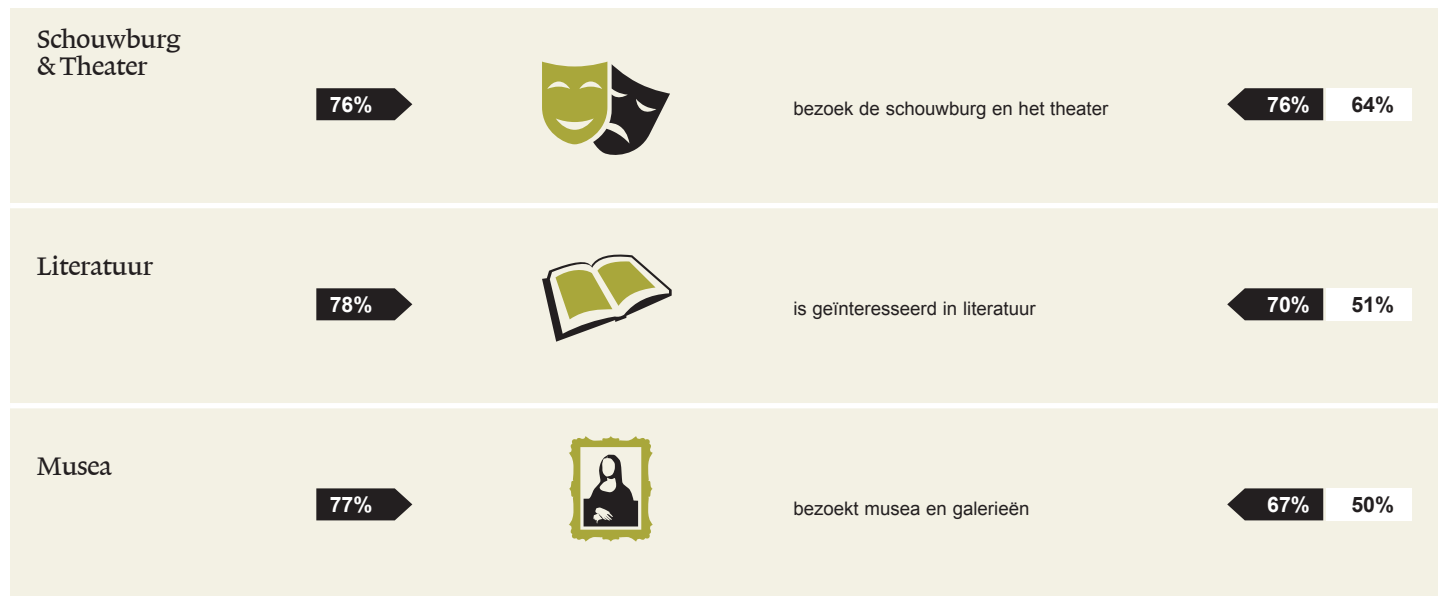 Schouwburg
& Theater
76%
bezoek de schouwburg en het theater
76% 64%
Literatuur
78%
is geïnteresseerd in literatuur
70% 51%
Musea
77%
bezoekt musea en galerieën
67% 50%